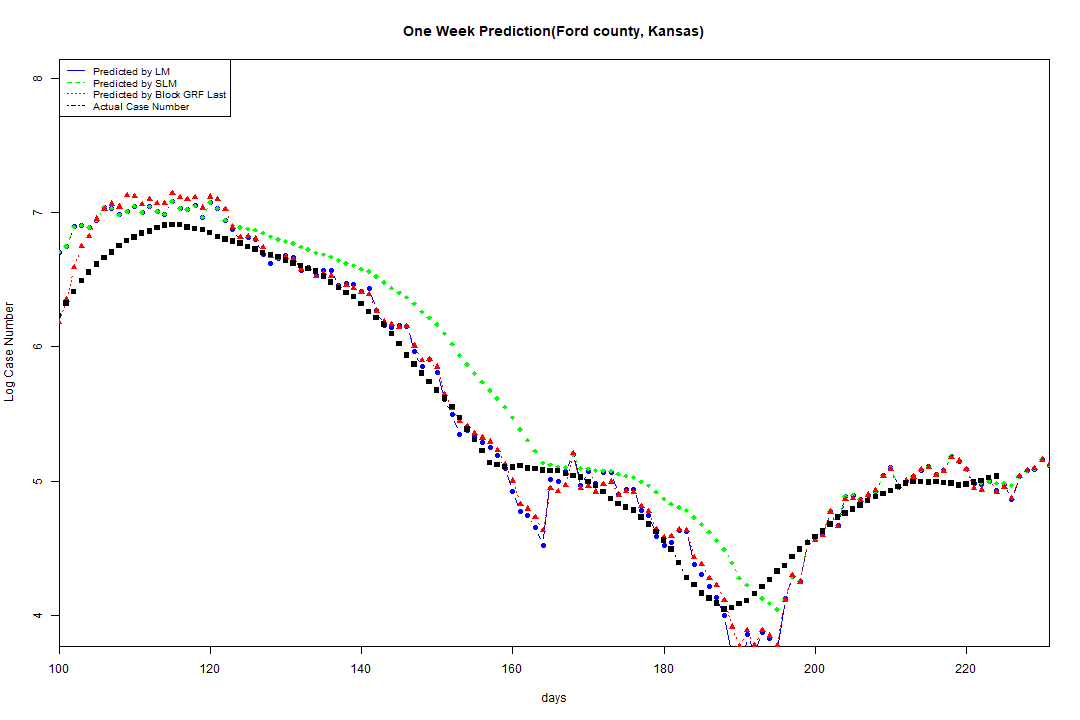 One Week Prediction(Ford county, Kansas)
Predicted by LM
Predicted by SLM
Predicted by Block GRF Last
Actual Case Number
8
7
6
5
4
Log Case Number
100 120 140 160 180 200 220
days